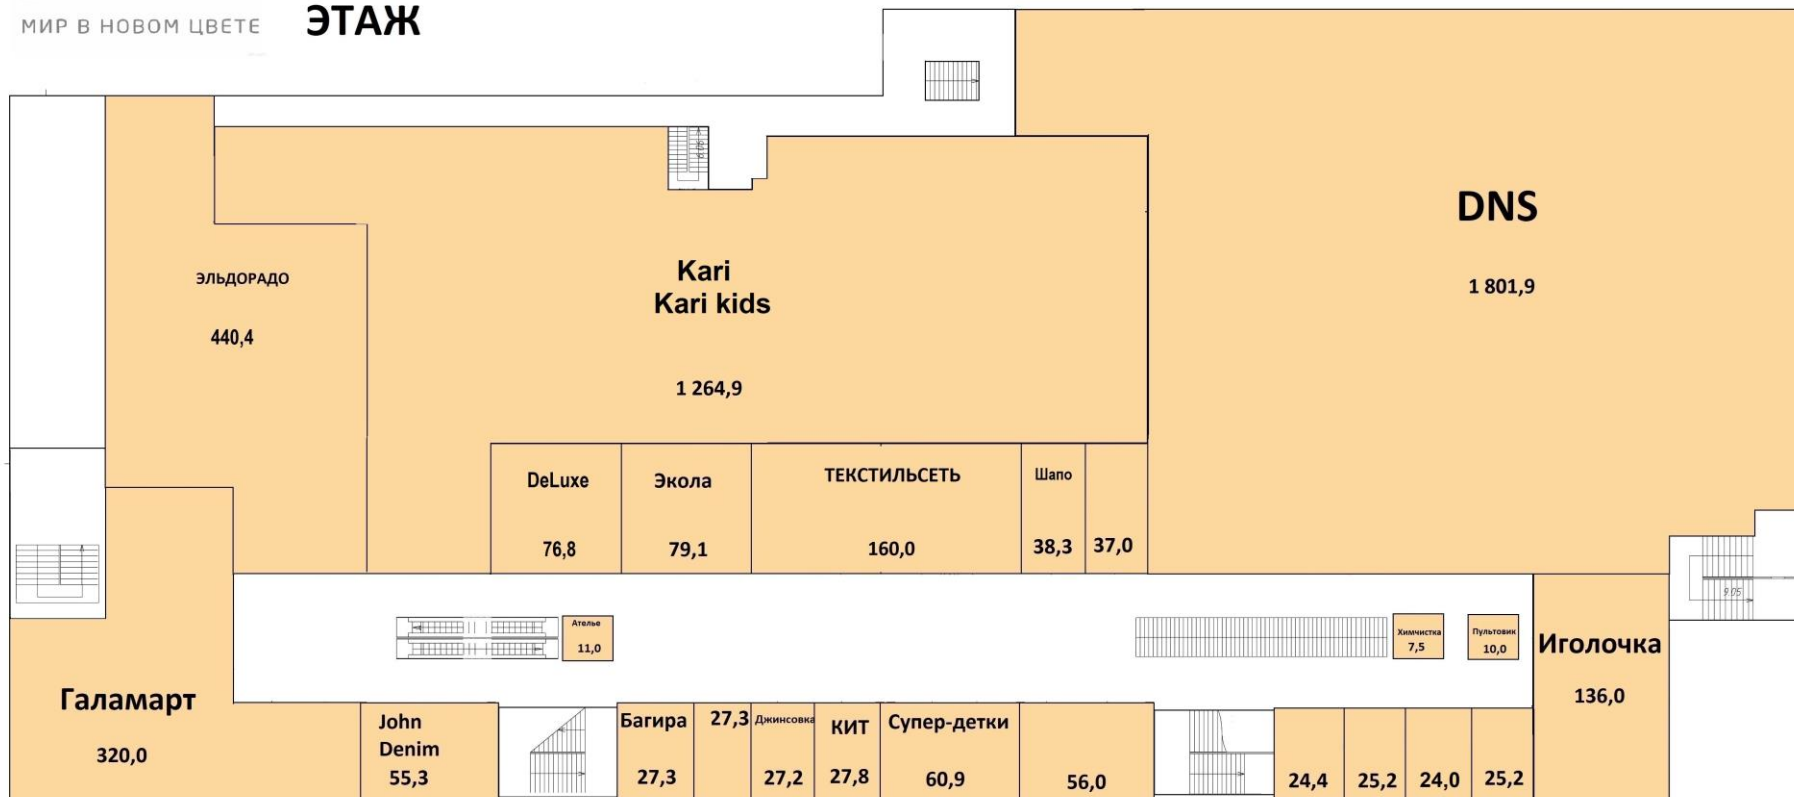 МИР В НОВОМ ЦВЕТЕ
ЭТАЖ
DNS
1 801,9
Kari
Kari kids
1 264,9
ЭЛЬДОРАДО
440,4
DeLuxe
76,8
Экола
79,1
ТЕКСТИЛЬСЕТЬ
160,0
Шапо
38,3
37,0
Ателье
11,0
Химчистка
7,5
Пультовик
10,0
9.05
Иголочка
136,0
Галамарт
320,0
John
Denim
55,3
Багира
27,3
27,3
Джинсовка
27,2
КИТ
27,8
Супер-детки
60,9
56,0
24,4
25,2
24,0
25,2